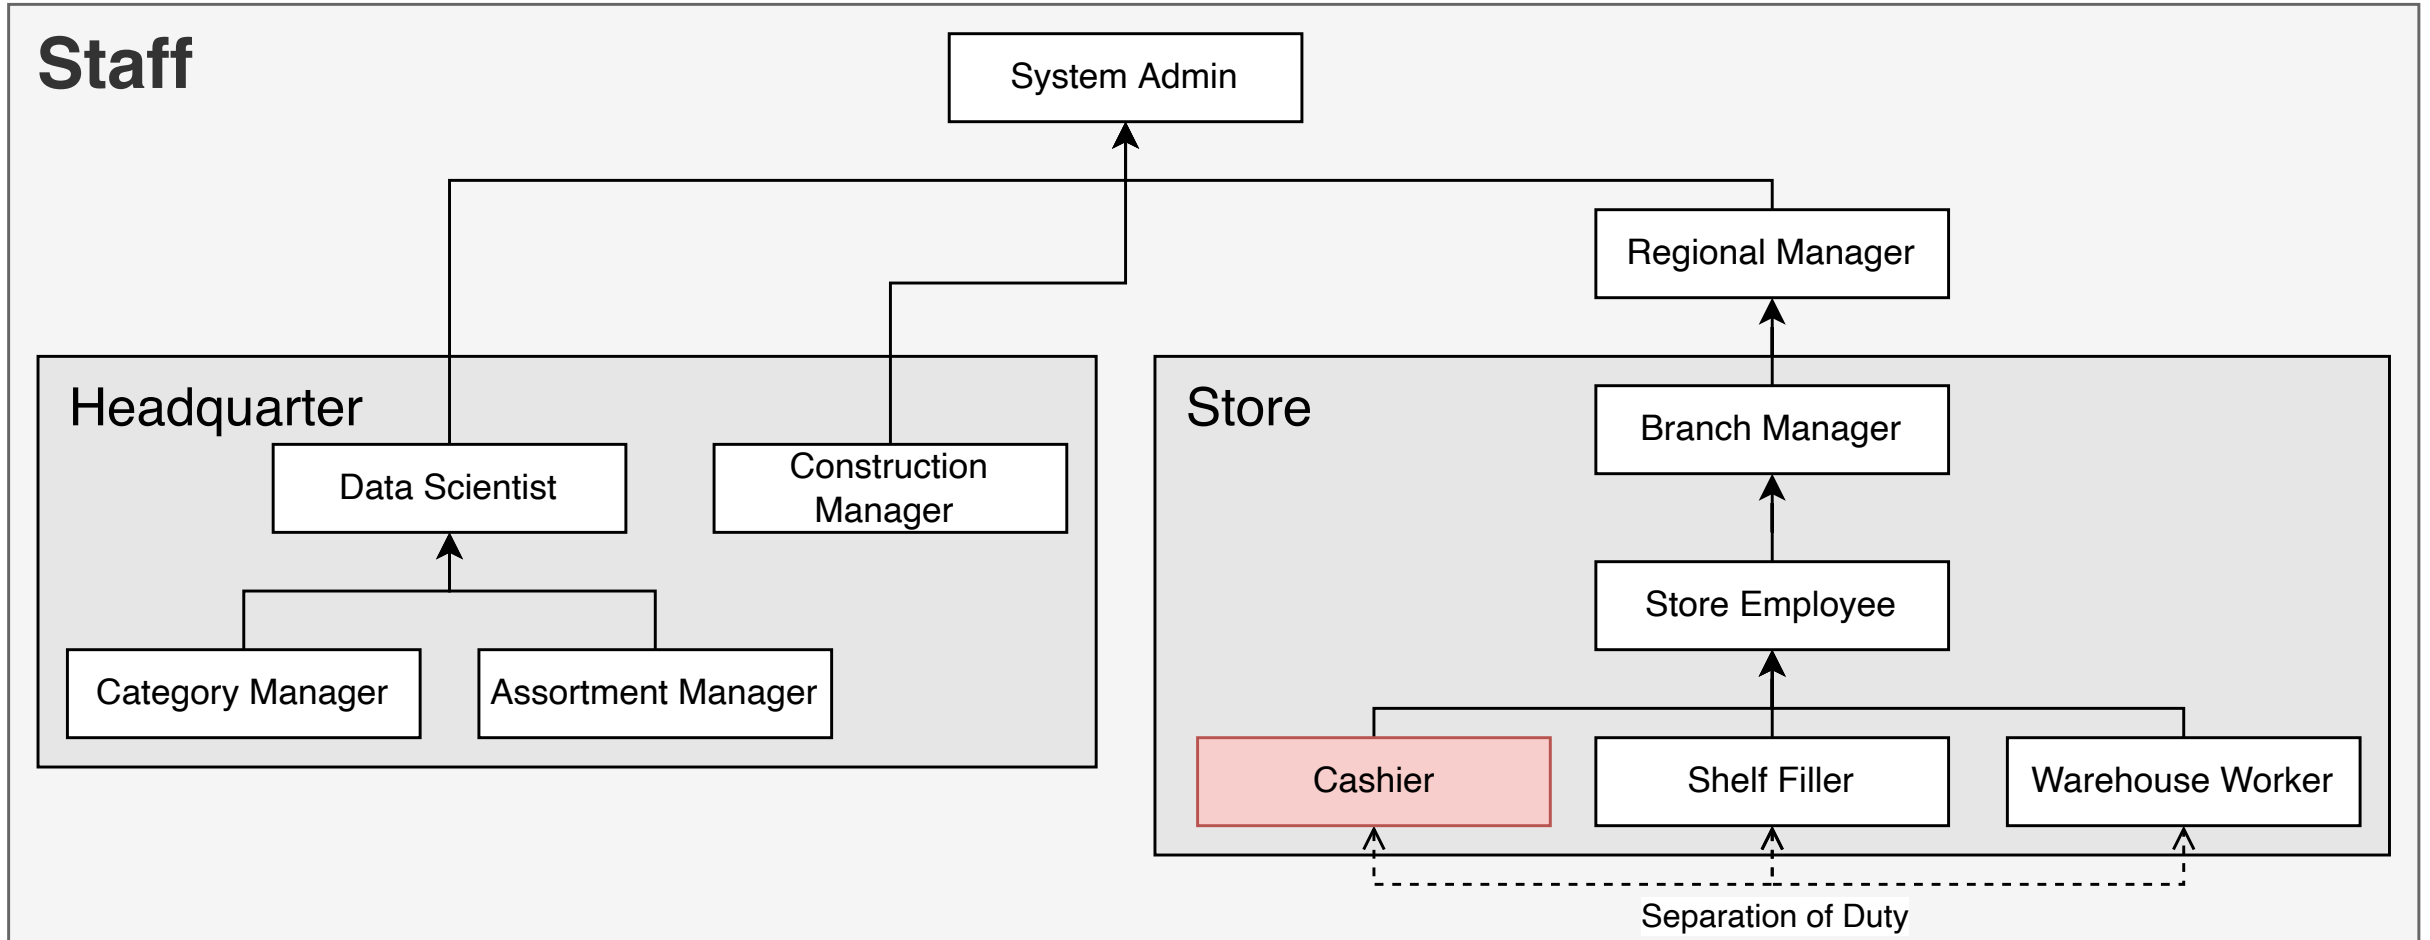 Staff
System Admin
Regional Manager
Headquarter
Store
Branch Manager
Data Scientist
Construction
Manager
Store Employee
Category Manager
Assortment Manager
Cashier
Shelf Filler
Warehouse Worker
Separation of Duty